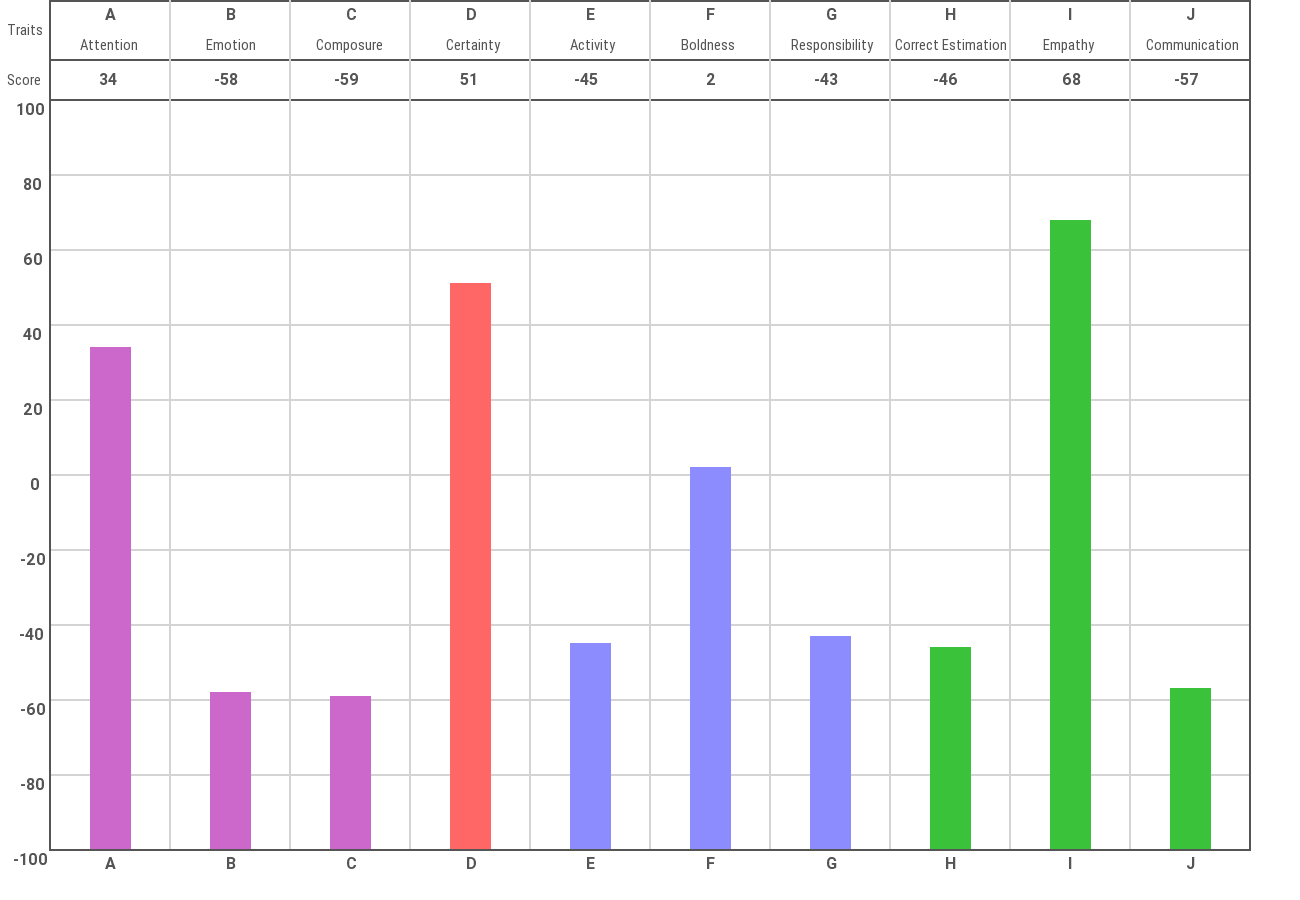 A B C D E F G H I J
Traits
Attention Emotion Composure Certainty Activity Boldness Responsibility Correct Estimation Empathy Communication
Score 34 -58 -59 51 -45 2 -43 -46 68 -57
100
80
60
40
20
0
-20
-40
-60
-80
-100
A B C D E F G H I J